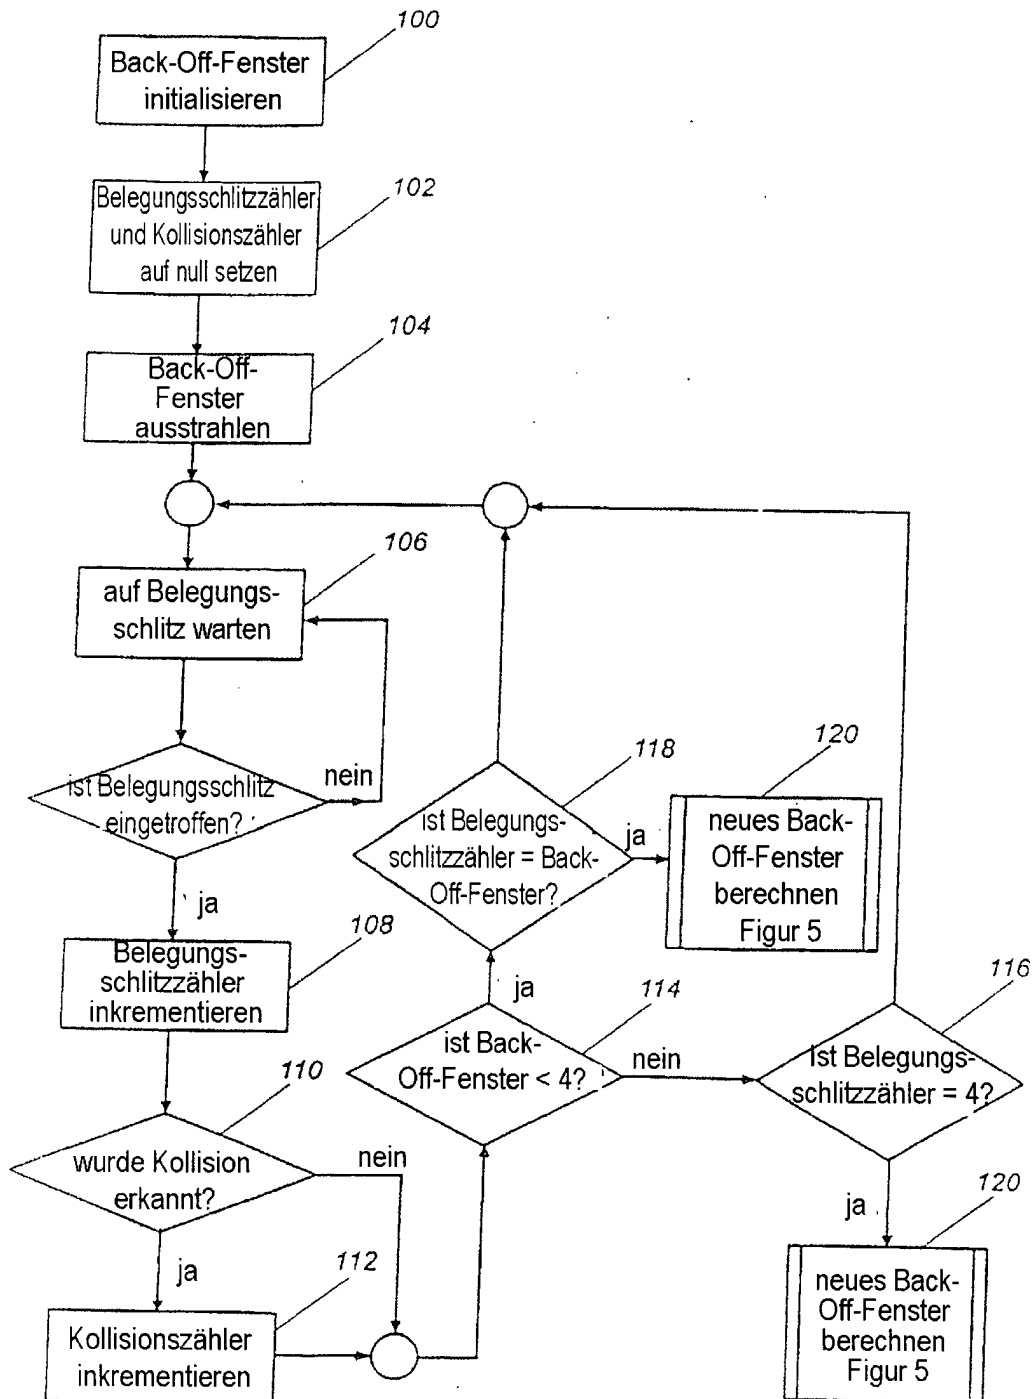 100
Back-Off-Fenster
initialisieren
102
Belegungsschlitzzähler
und Kollisionszähler
auf null setzen
104
Back-Off-
Fenster
ausstrahlen
106
auf Belegungs-
schlitz warten
ist Belegungsschlitz
eingetroffen?
nein
ja
108
Belegungs-
schlitzzähler
inkrementieren
110
wurde Kollision
erkannt?
nein
ja
112
Kollisionszähler
inkrementieren
114
ist Back-
Off-Fenster < 4?
ja
nein
118
ist Belegungs-
schlitzzähler = Back-
Off-Fenster?
ja
120
neues Back-
Off-Fenster
berechnen
Figur 5
116
Ist Belegungs-
schlitzzähler = 4?
ja
120
neues Back-
Off-Fenster
berechnen
Figur 5